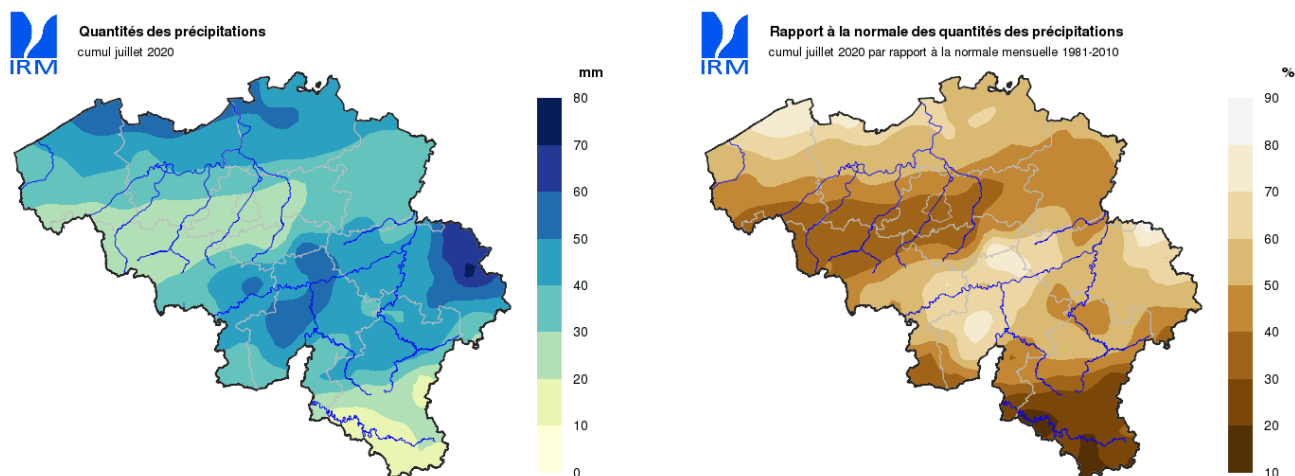 Quantités des précipitations
cumul juillet 2020
IRM
mm
80
70
60
50
40
30
20
10
0
Rapport à la normale des quantités des précipitations
cumul juillet 2020 par rapport à la normale mensuelle 1981-2010
IRM
%
90
80
70
60
50
40
30
20
10